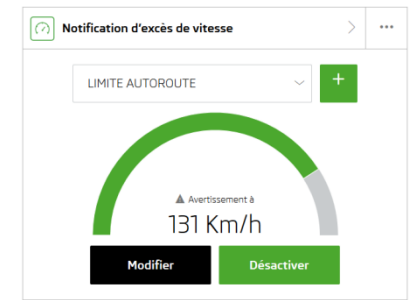 Notification d'excès de vitesse
LIMITE AUTOROUTE
+
Avertissement à
131 Km/h
Modifier
Désactiver